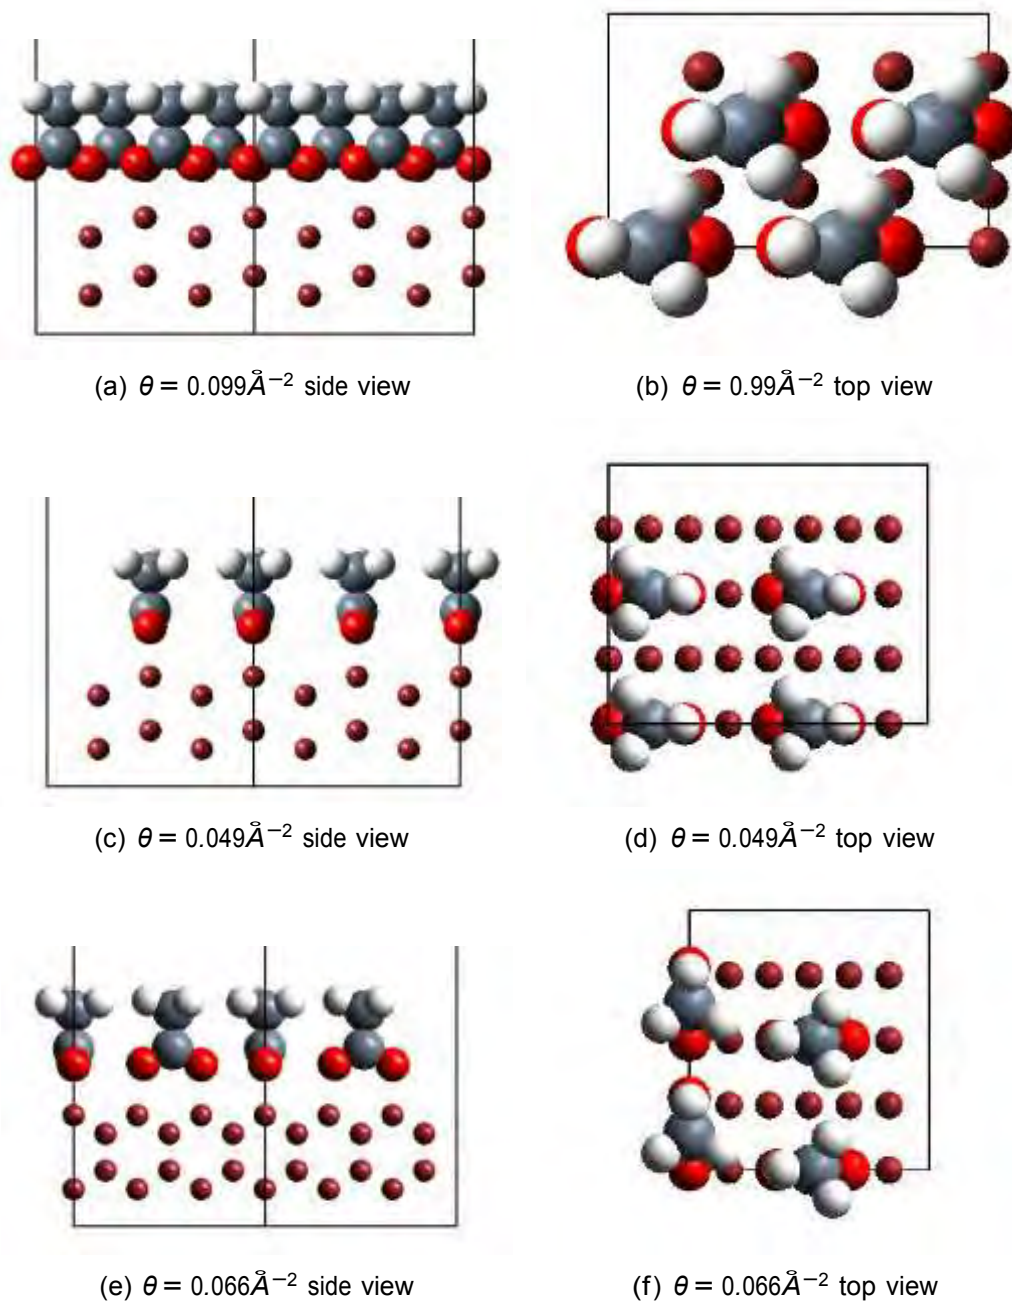 (a) θ = 0.099Å−2 side view
(b) θ = 0.99Å−2 top view
(c) θ = 0.049Å−2 side view
(d) θ = 0.049Å−2 top view
(e) θ = 0.066Å−2 side view
(f) θ = 0.066Å−2 top view